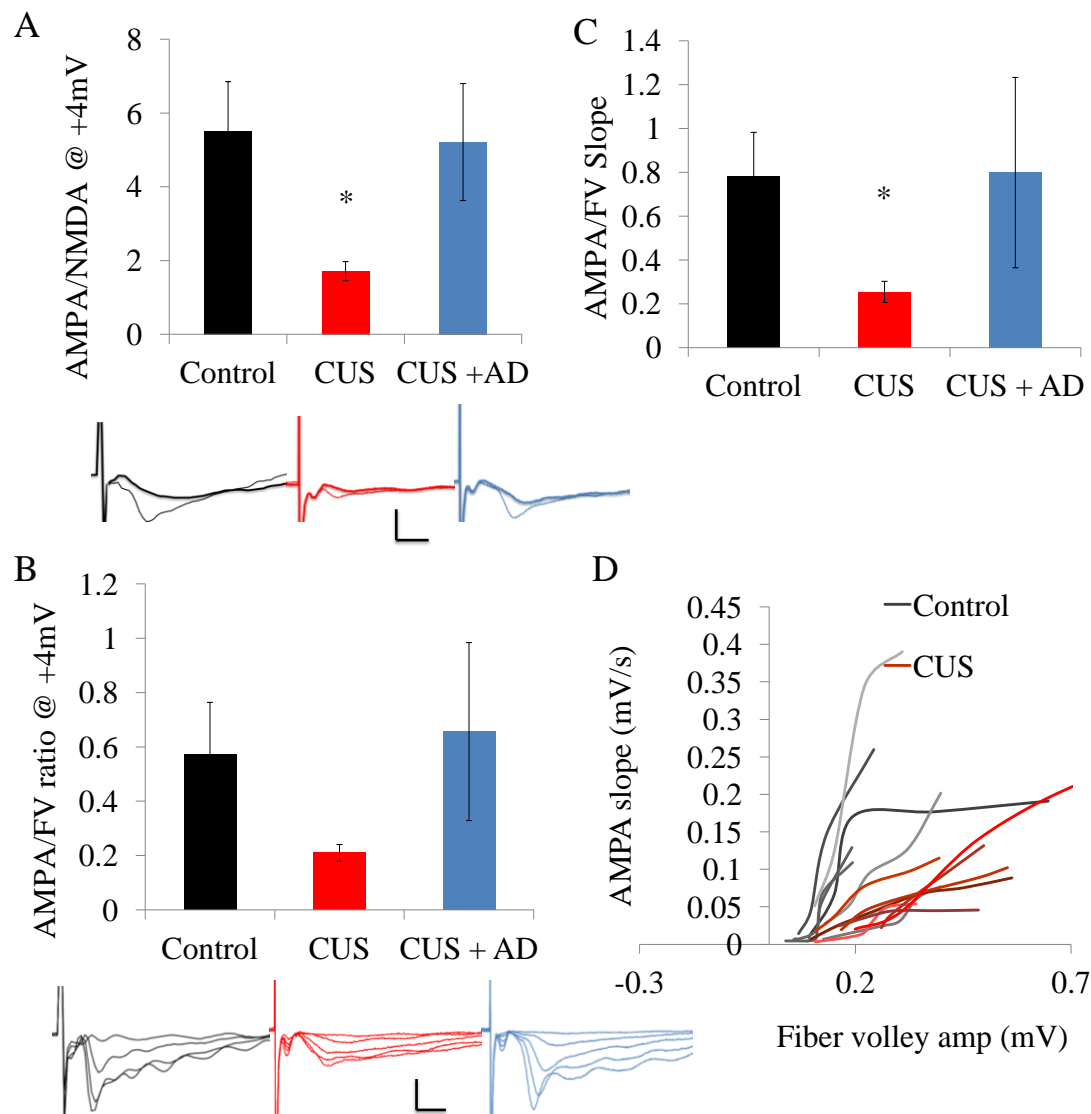 A
AMPA/NMDA @ +4mV
8
6
4
2
0
*
Control CUS CUS +AD
C
AMPA/FV Slope
1.4
1.2
1
0.8
0.6
0.4
0.2
0
*
Control CUS CUS + AD
B
AMPA/FV ratio @ +4mV
1.2
1
0.8
0.6
0.4
0.2
0
Control CUS CUS + AD
D
AMPA slope (mV/s)
0.45
0.4
0.35
0.3
0.25
0.2
0.15
0.1
0.05
0
Control
CUS
-0.3 0.2 0.7
Fiber volley amp (mV)